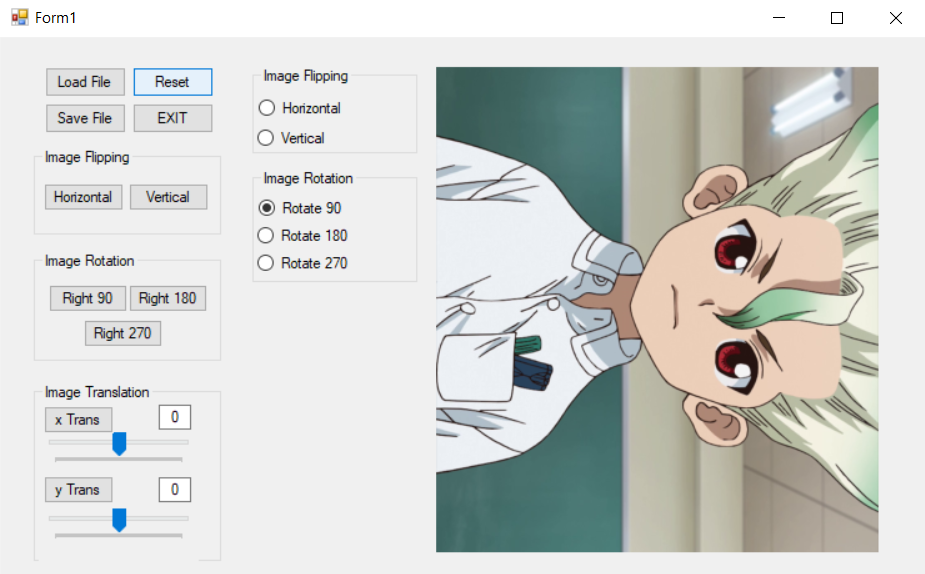 Form1
Load File
Reset
Save File
EXIT
Image Flipping
Horizontal
Vertical
Image Rotation
Right 90
Right 180
Right 270
Image Translation
x Trans
0
y Trans
0
Image Flipping
Horizontal
Vertical
Image Rotation
Rotate 90
Rotate 180
Rotate 270